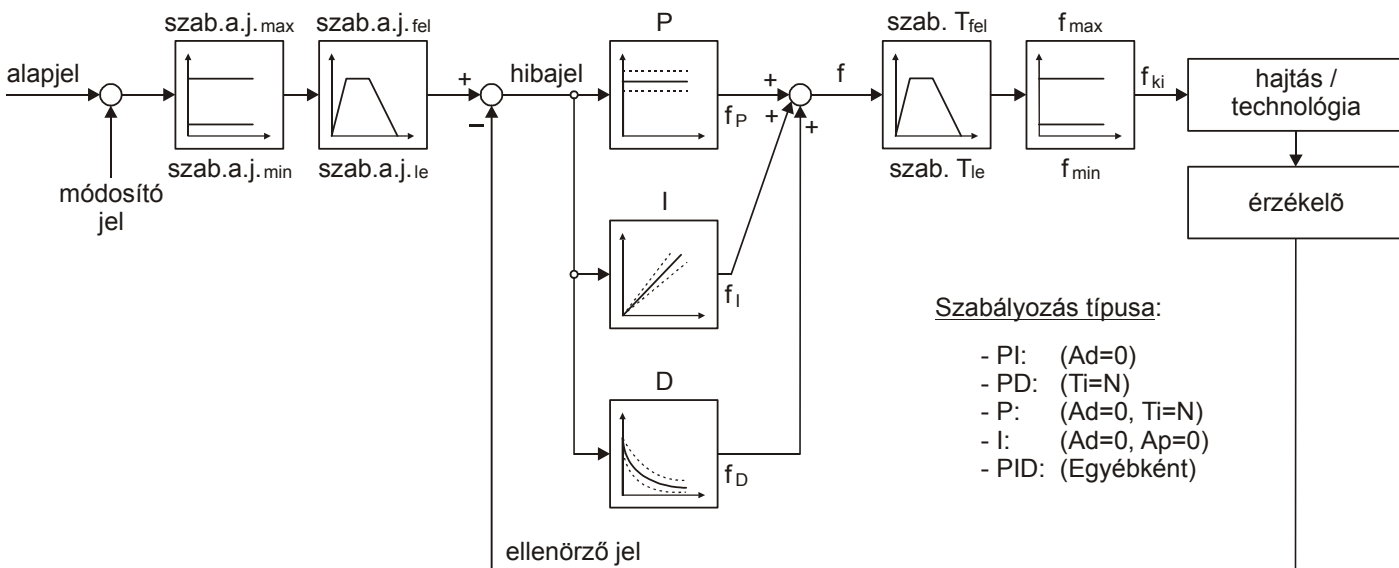 alapjel
módosító
jel
szab.a.j.max
szab.a.j.min
szab.a.j.fel
szab.a.j.le
+
−
hibajel
P
fP
I
fI
D
fD
+
+
+
f
szab. Tfel
szab. Tle
fmax
fmin
fki
hajtás /
technológia
érzékelõ
ellenörző jel
Szabályozás típusa:
- PI: (Ad=0)
- PD: (Ti=N)
- P: (Ad=0, Ti=N)
- I: (Ad=0, Ap=0)
- PID: (Egyébként)